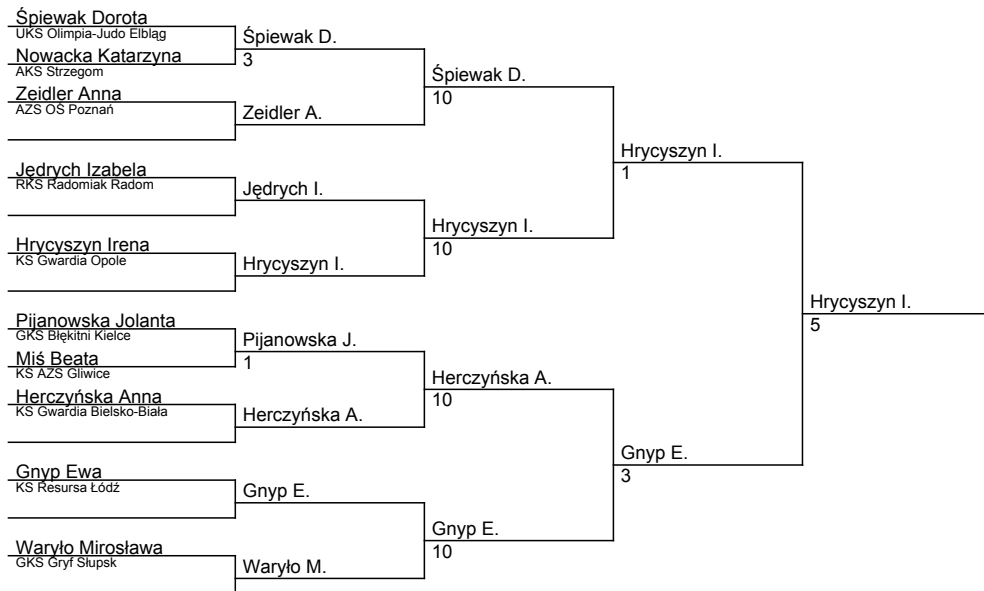 Śpiewak Dorota
UKS Olimpia-Judo Elbląg
Nowacka Katarzyna
AKS Strzegom
Zeidler Anna
AZS OŚ Poznań
Jędrych Izabela
RKS Radomiak Radom
Hrycyszyn Irena
KS Gwardia Opole
Pijanowska Jolanta
GKS Błękitni Kielce
Miś Beata
KS AZS Gliwice
Herczyńska Anna
KS Gwardia Bielsko-Biała
Gnyp Ewa
KS Resursa Łódź
Waryło Mirosława
GKS Gryf Słupsk
Śpiewak D.
3
Zeidler A.
Jędrych I.
Hrycyszyn I.
Pijanowska J.
1
Herczyńska A.
Gnyp E.
Waryło M.
Śpiewak D.
10
Hrycyszyn I.
10
Herczyńska A.
10
Gnyp E.
10
Hrycyszyn I.
1
Gnyp E.
3
Hrycyszyn I.
5